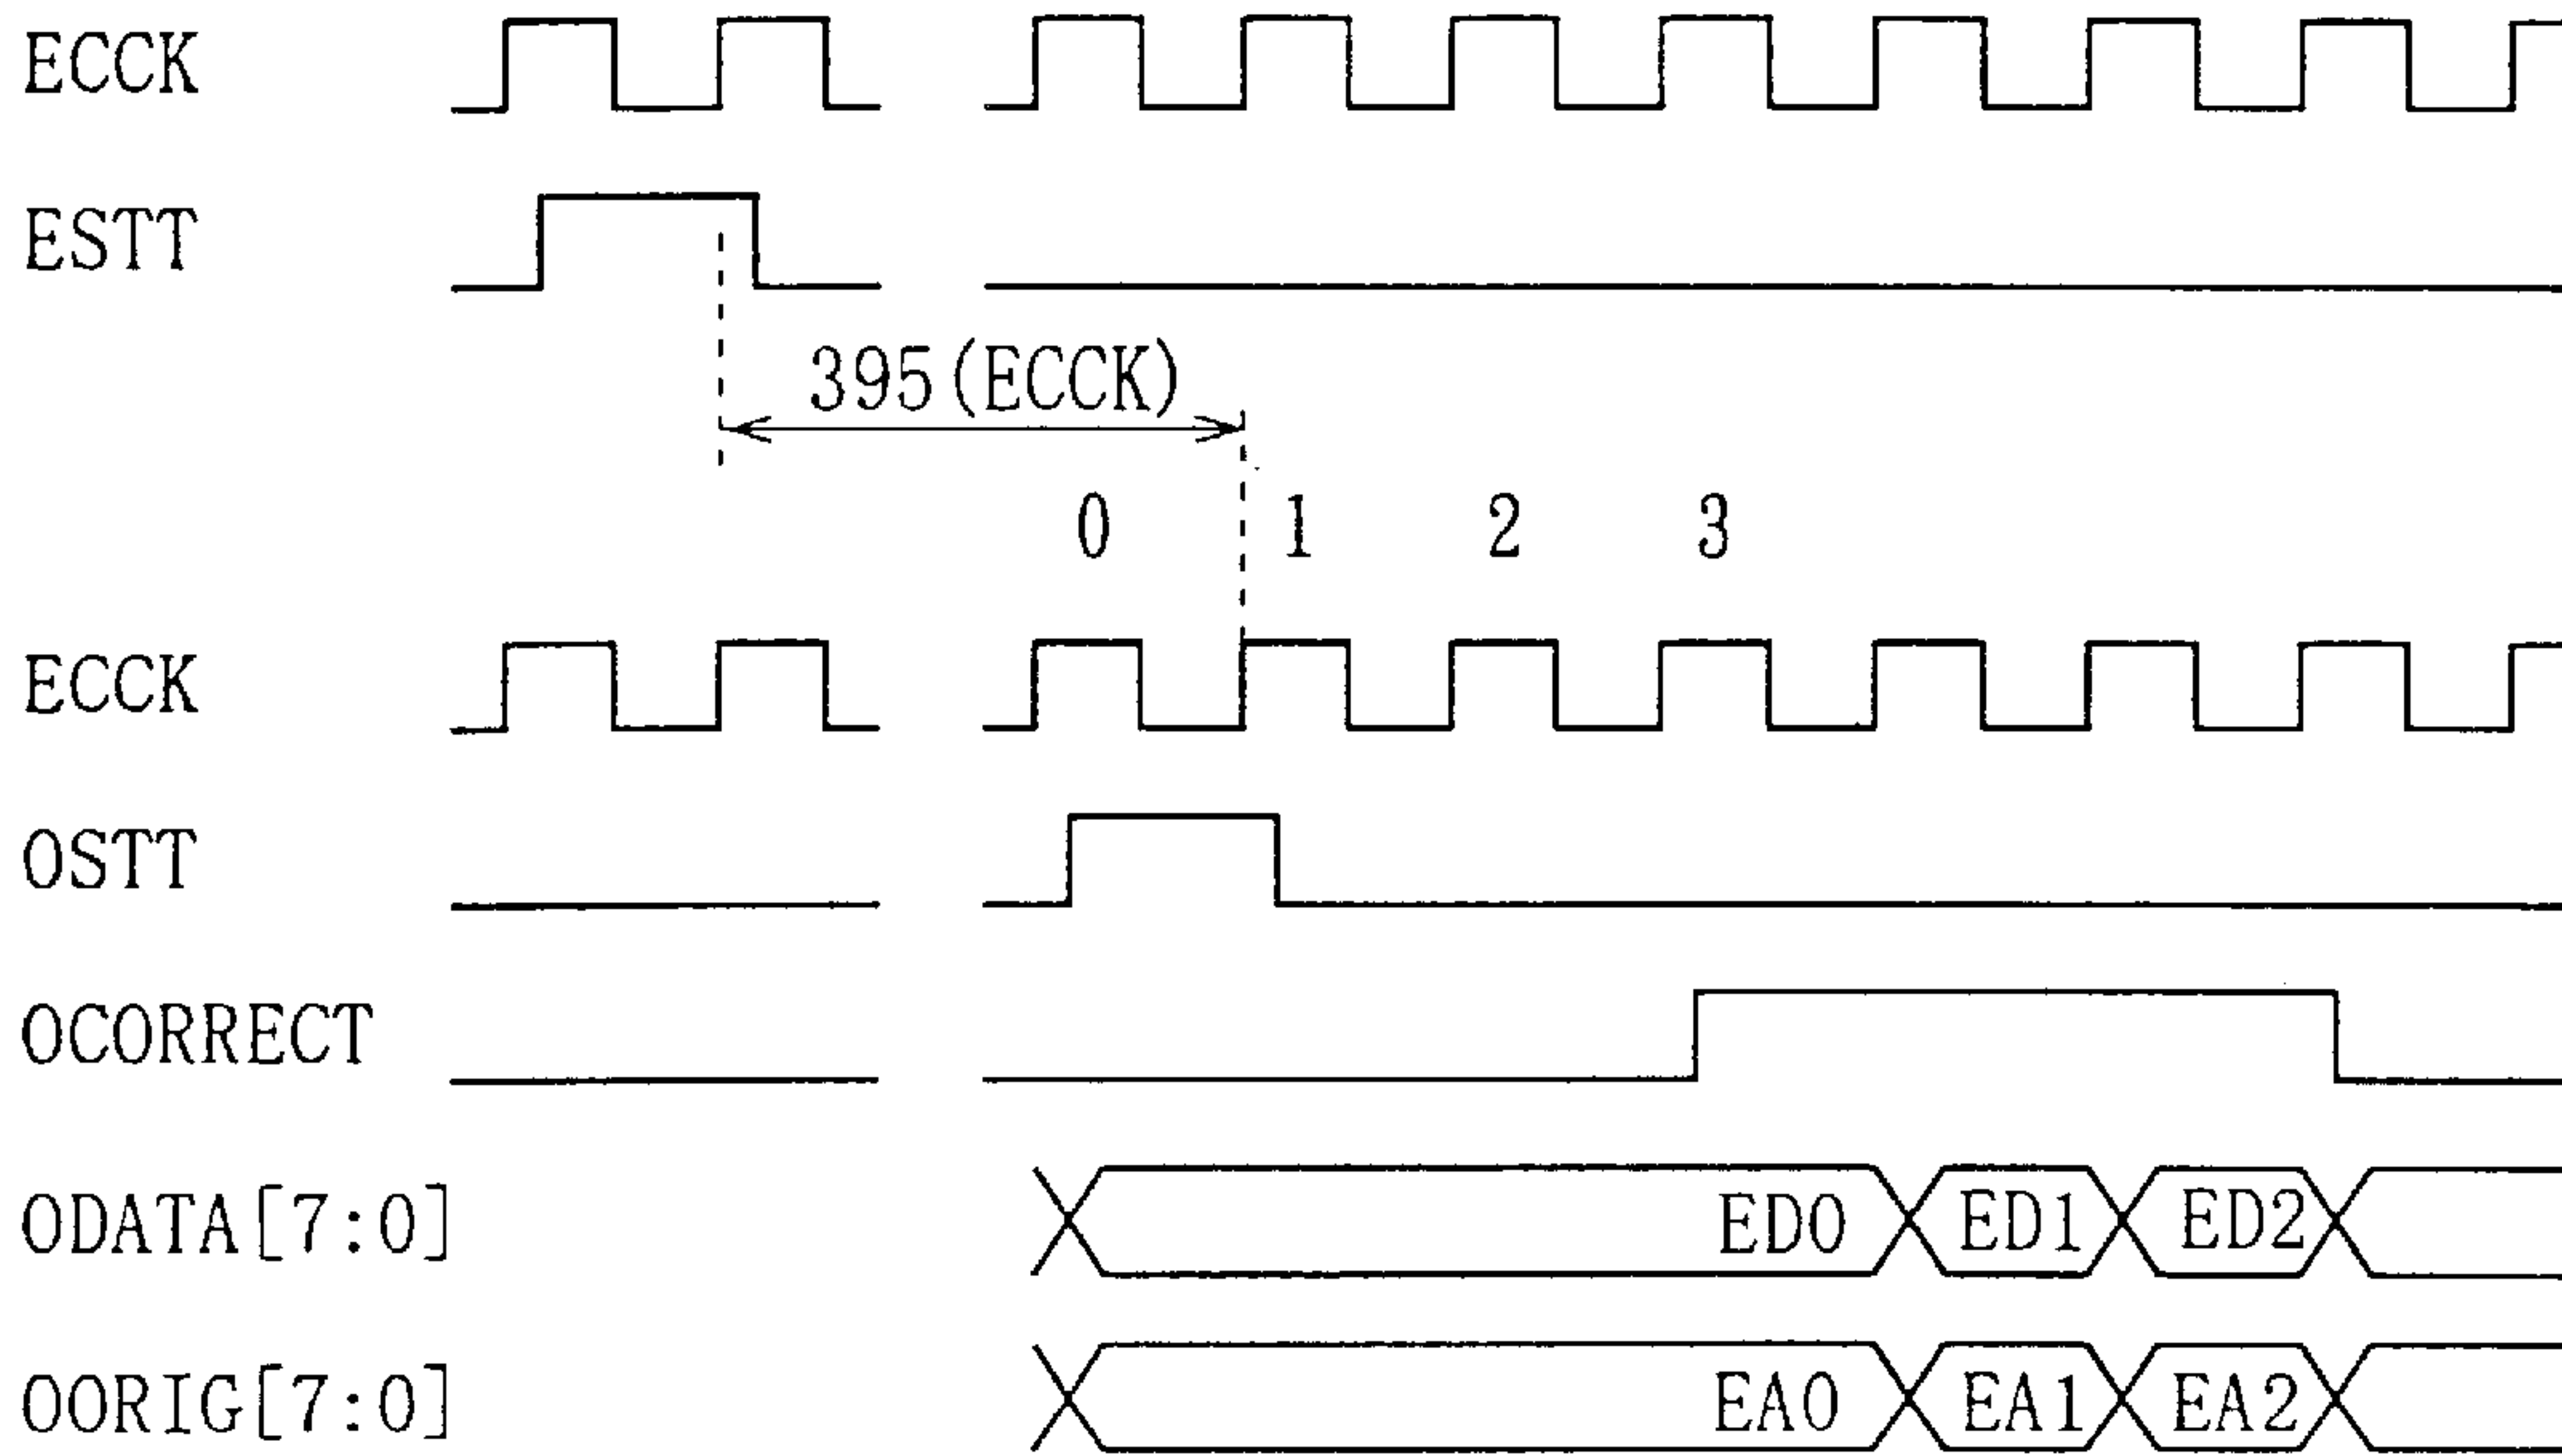 ECCK
ESTT
395(ECCK)
0 1 2 3
ECCK
OSTT
OCORRECT
ODATA[7:0] ED0 ED1 ED2
OORIG[7:0] EA0 EA1 EA2